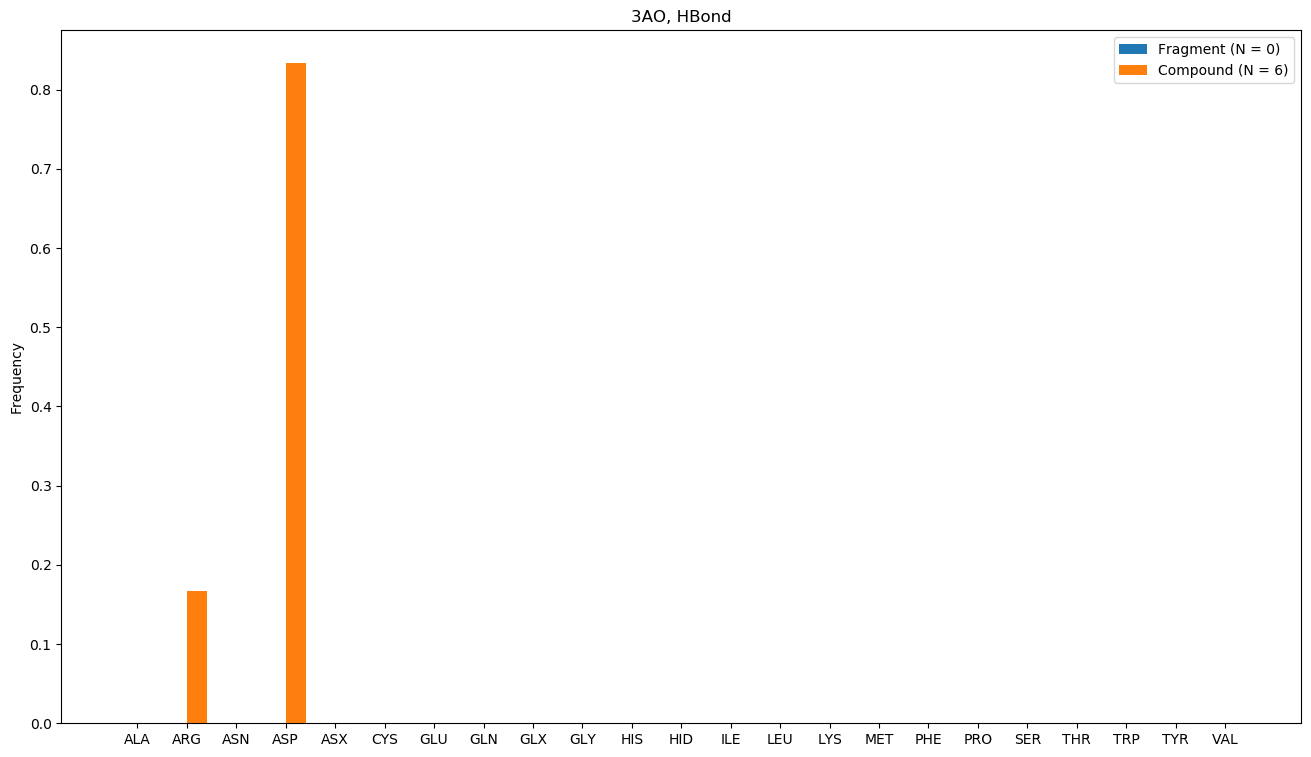 3AO, HBond
Fragment (N = 0)
Compound (N = 6)
Frequency
0.8
0.7
0.6
0.5
0.4
0.3
0.2
0.1
0.0
ALA ARG ASN ASP ASX CYS GLU GLN GLX GLY HIS HID ILE LEU LYS MET PHE PRO SER THR TRP TYR VAL